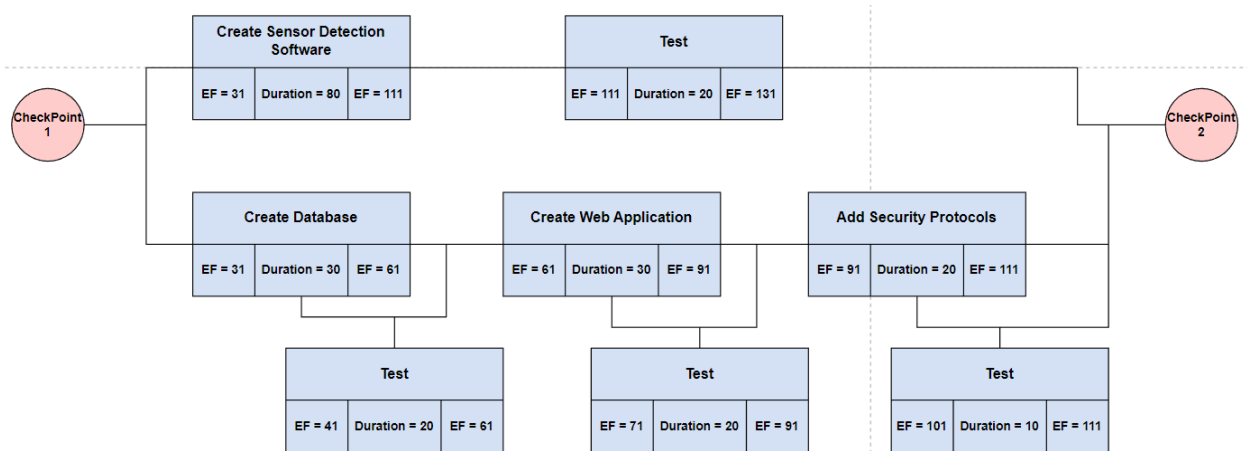 Create Sensor Detection
Software
Test
EF = 31 Duration = 80 EF = 111
EF = 111 Duration = 20 EF = 131
CheckPoint
1
CheckPoint
2
Create Database
Create Web Application
Add Security Protocols
EF = 31 Duration = 30 EF = 61
EF = 61 Duration = 30 EF = 91
EF = 91 Duration = 20 EF = 111
Test
Test
Test
EF = 41 Duration = 20 EF = 61
EF = 71 Duration = 20 EF = 91
EF = 101 Duration = 10 EF = 111